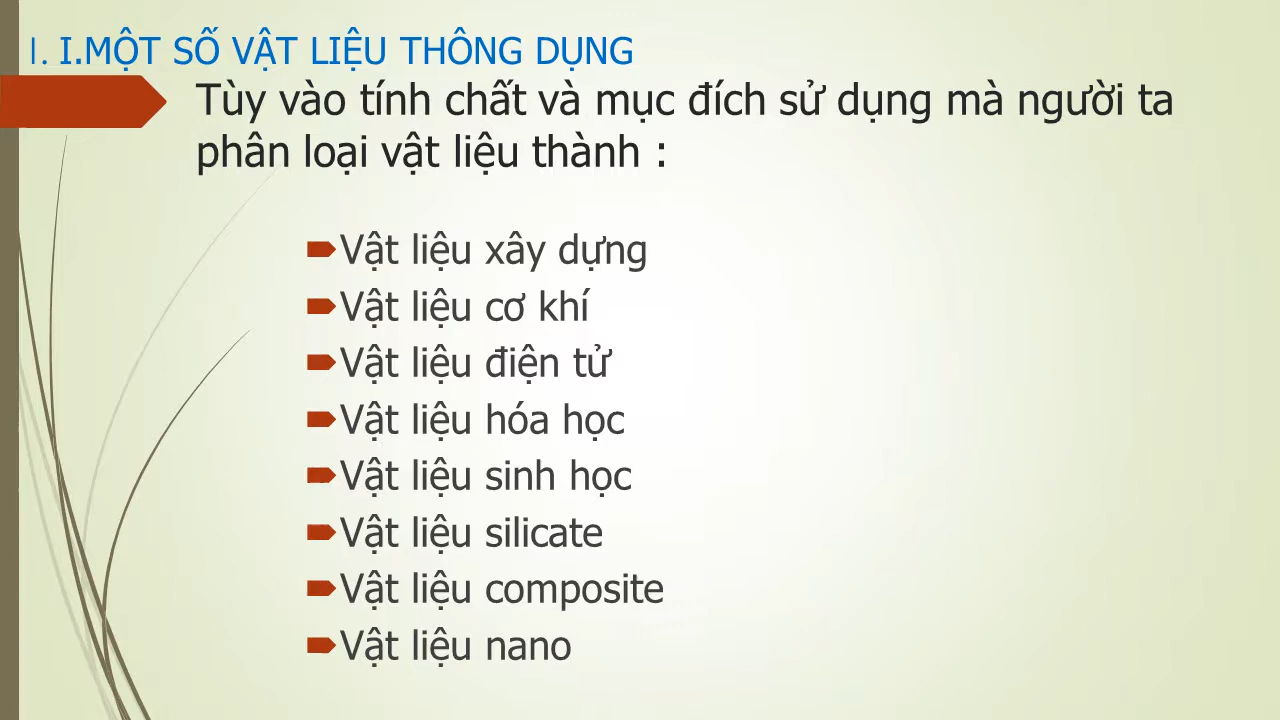 I. I.MỘT SỐ VẬT LIỆU THÔNG DỤNG
Tùy vào tính chất và mục đích sử dụng mà người ta
phân loại vật liệu thành :
Vật liệu xây dựng
Vật liệu cơ khí
Vật liệu điện tử
Vật liệu hóa học
Vật liệu sinh học
Vật liệu silicate
Vật liệu composite
Vật liệu nano